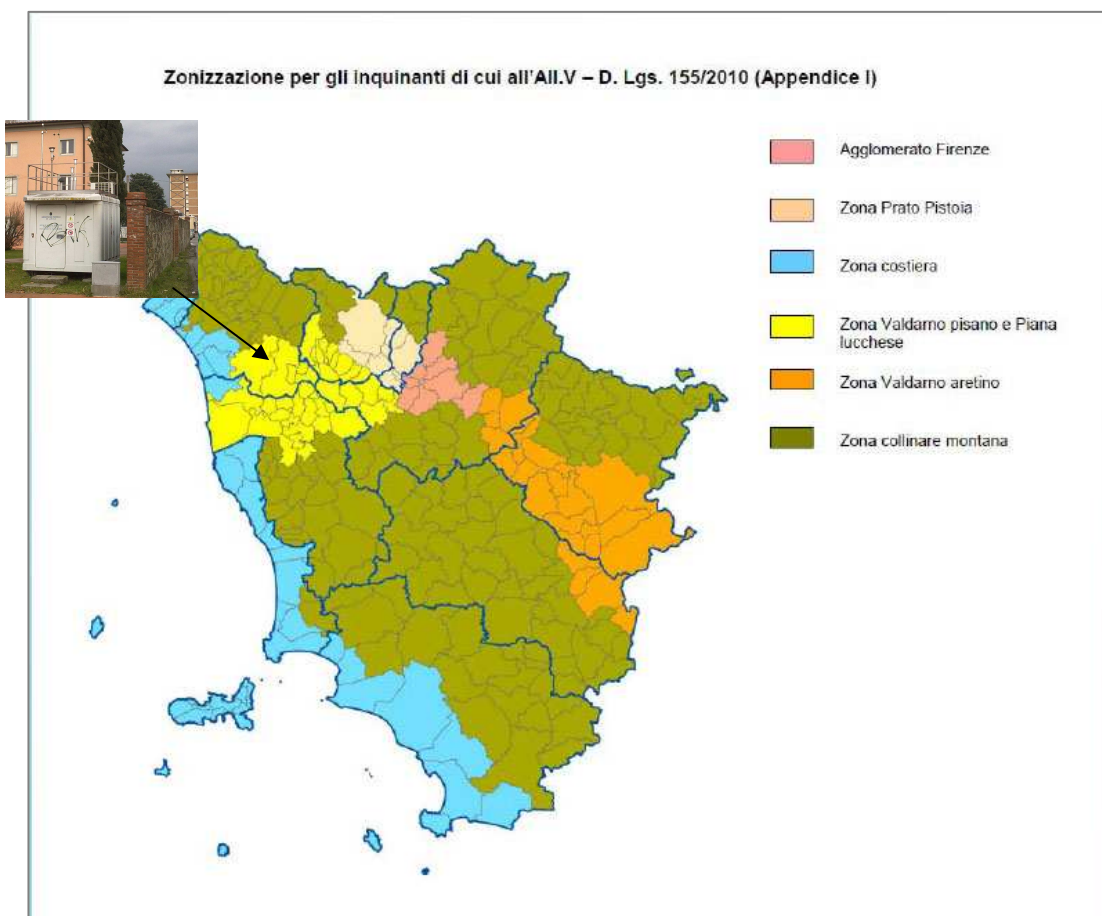 Zonizzazione per gli inquinanti di cui all'All.V – D. Lgs. 155/2010 (Appendice I)
Agglomerato Firenze
Zona Prato Pistoia
Zona costiera
Zona Valdarno pisano e Piana
lucchese
Zona Valdarno aretino
Zona collinare montana